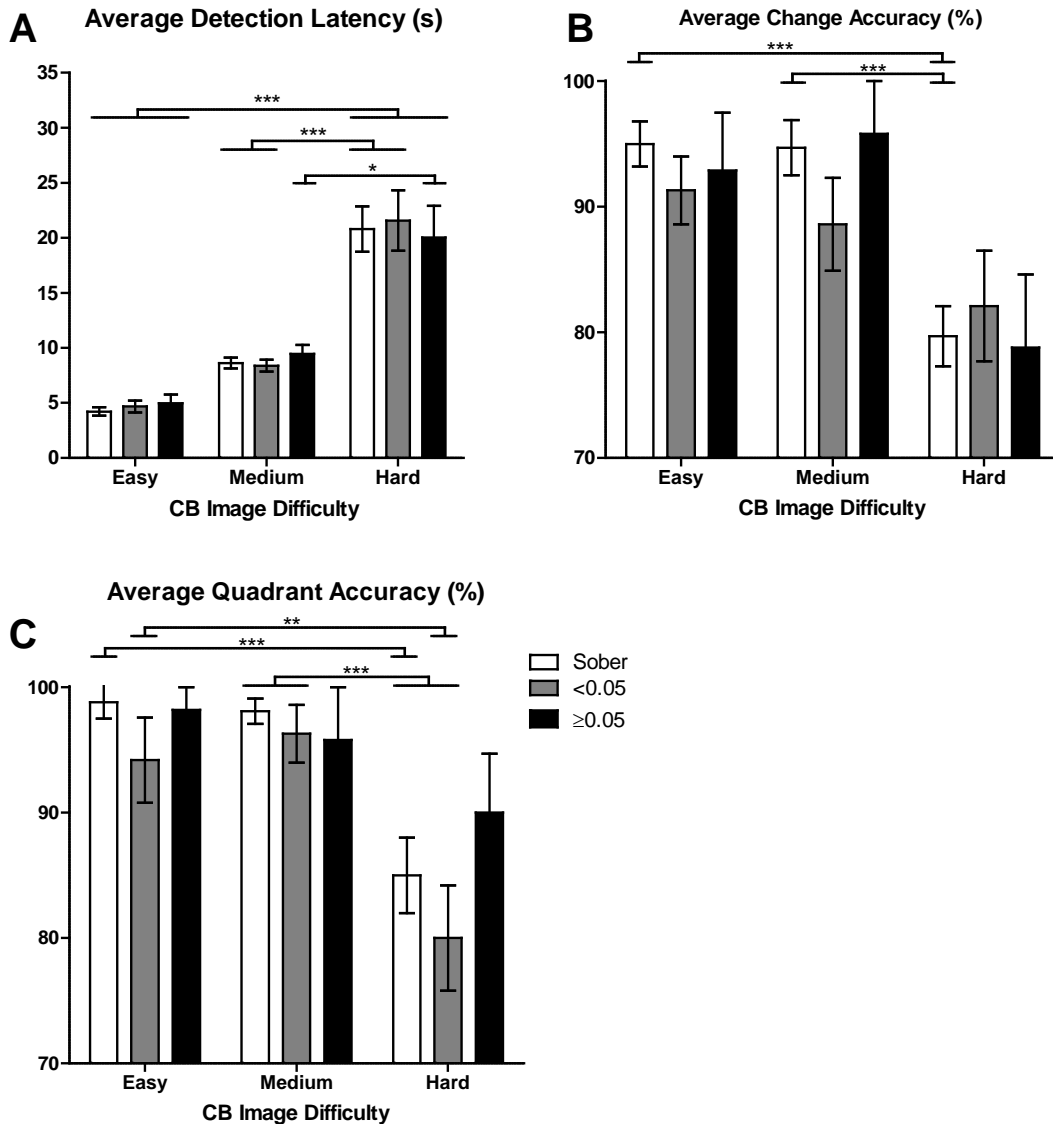 A
Average Detection Latency (s)
***
***
*
35
30
25
20
15
10
5
0
Easy Medium Hard
CB Image Difficulty
B
Average Change Accuracy (%)
***
***
100
90
80
70
Easy Medium Hard
CB Image Difficulty
C
Average Quadrant Accuracy (%)
**
***
***
100
90
80
70
Easy Medium Hard
CB Image Difficulty
Sober
<0.05
≥0.05